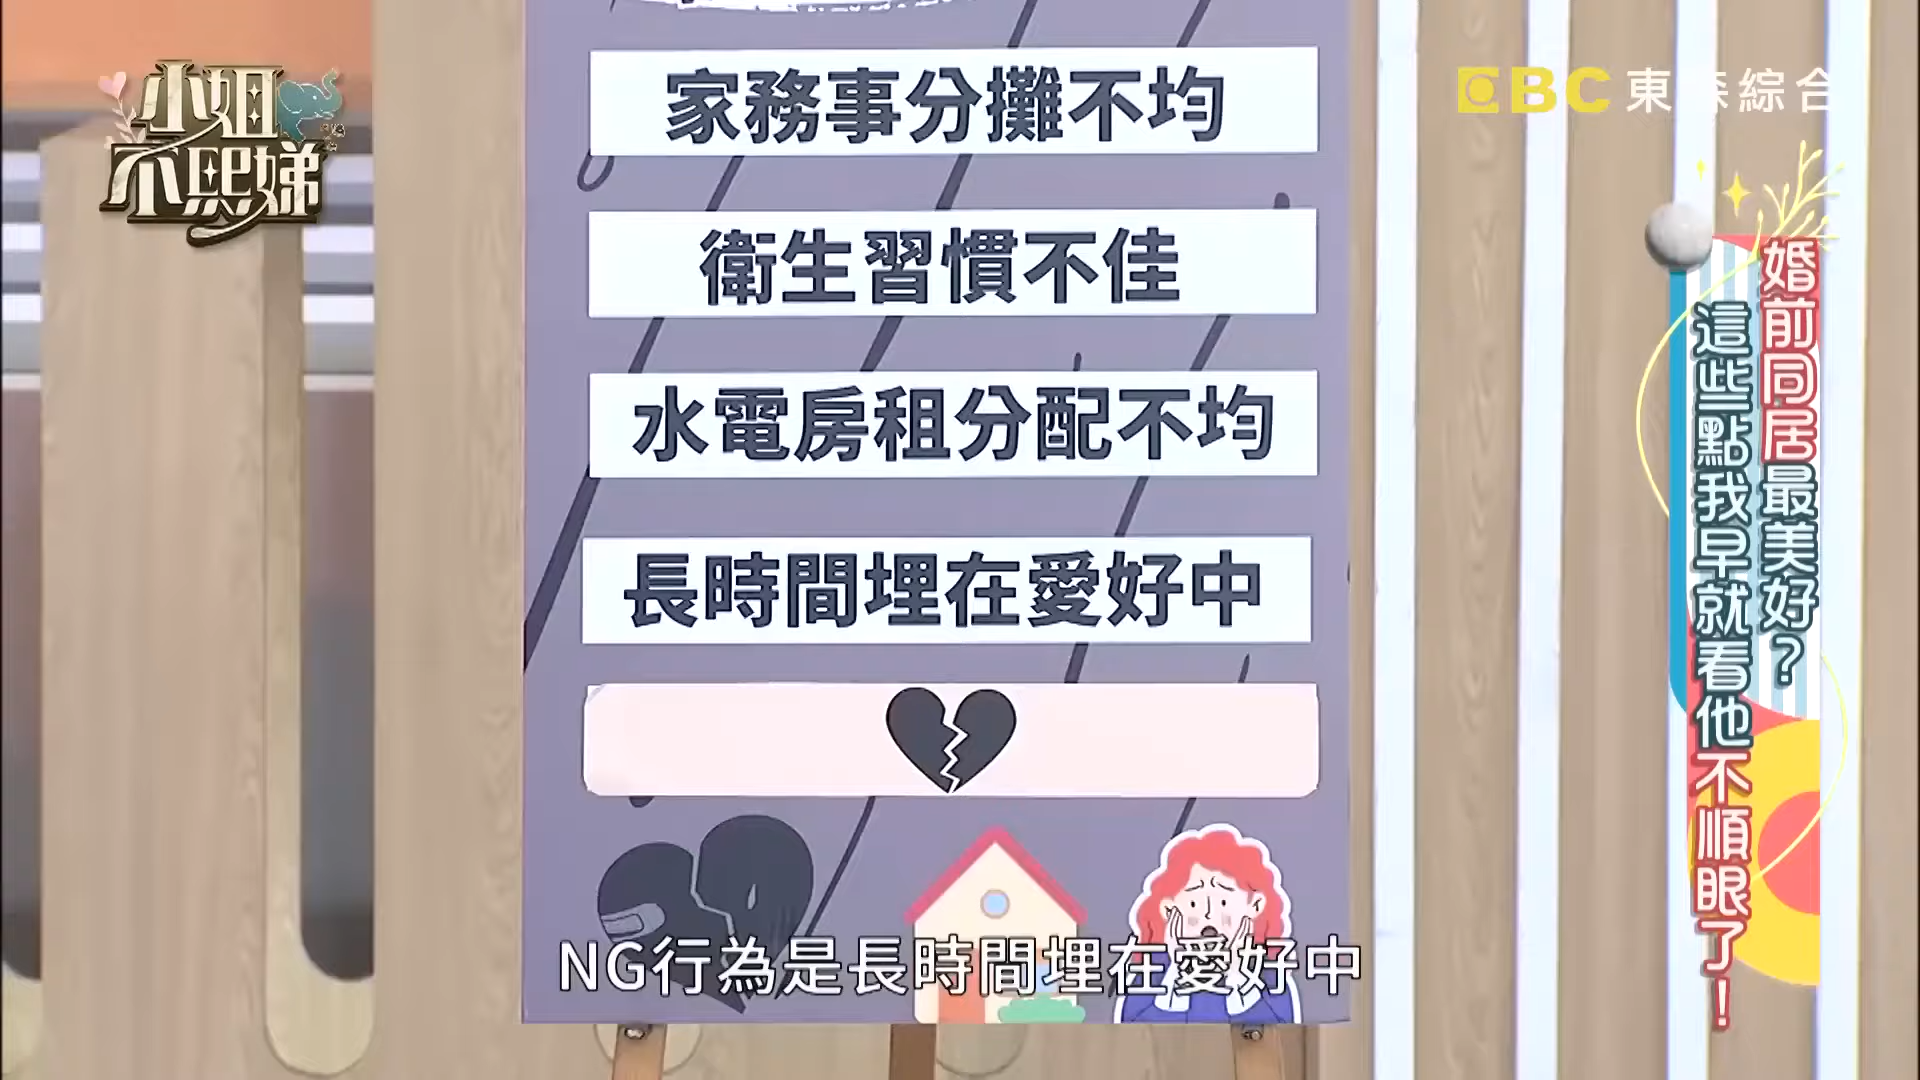 小姐
不熙娣
EBC 東森綜合
家務事分攤不均
衛生習慣不佳
水電房租分配不均
長時間埋在愛好中
婚前同居最美好?
這些點我早就看他不順眼了!
NG行為是長時間埋在愛好中